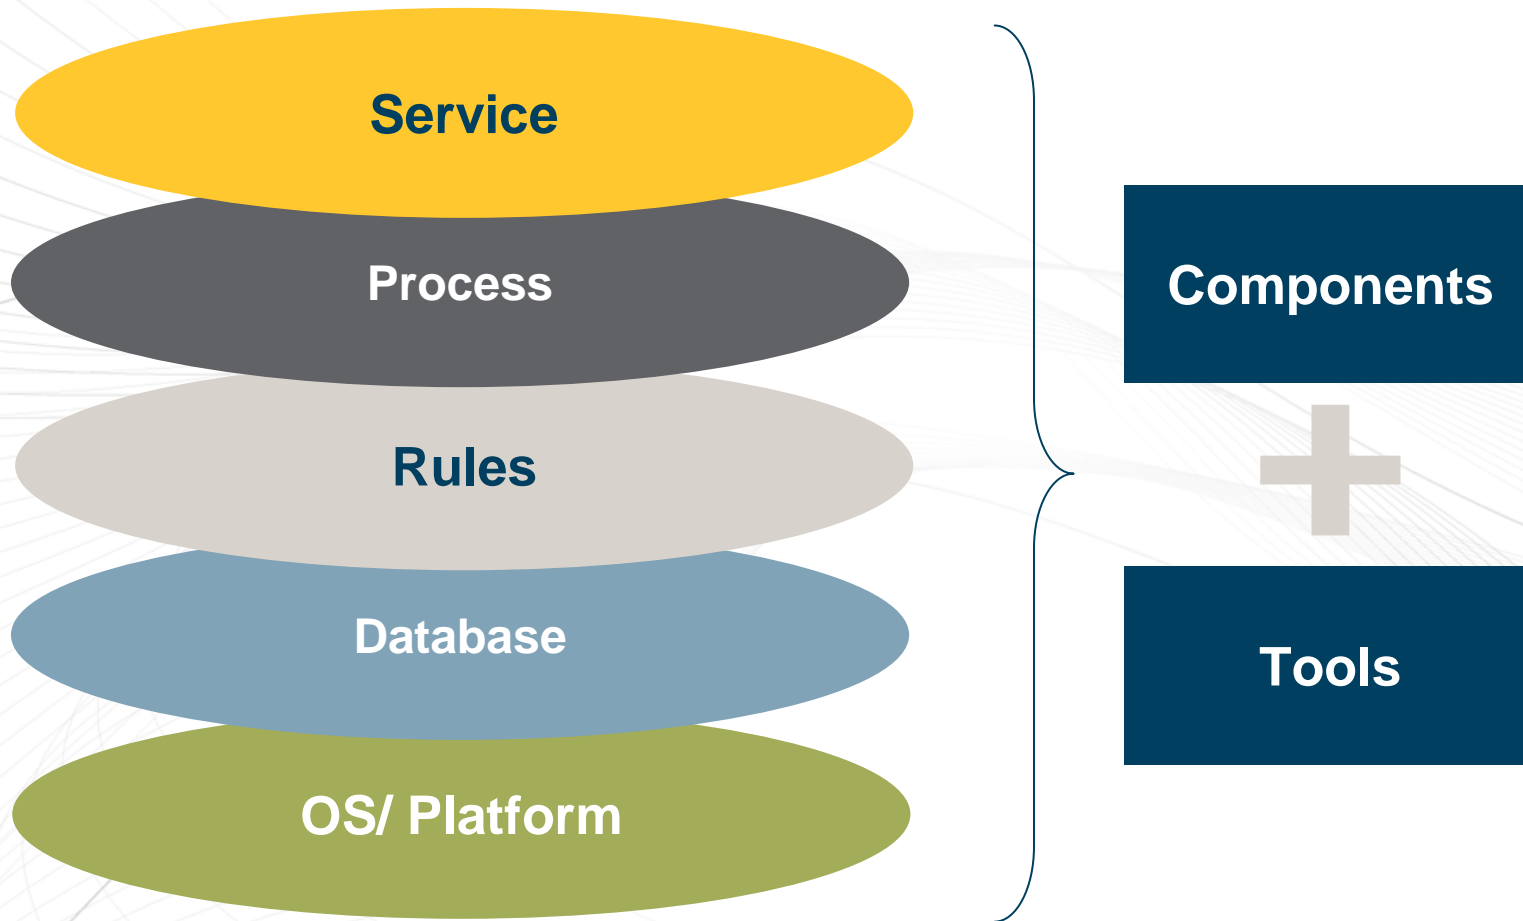 Service
Process
Rules
Database
OS/ Platform
Components
+
Tools